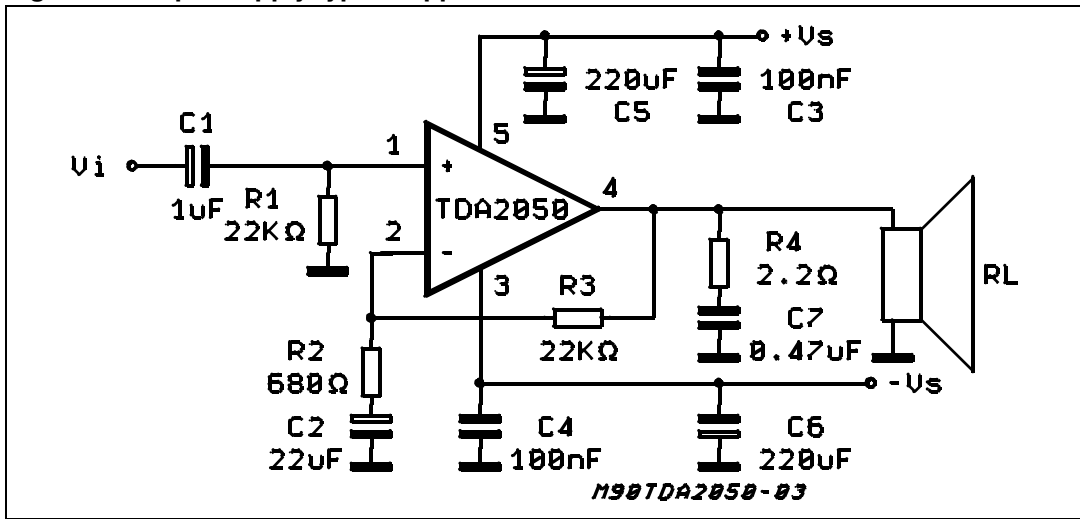 +Vs
220uF
C5
100nF
C3
C1
Vi
1uF
R1
22KΩ
1
+
5
TDA2050
4
2
-
3
R3
22KΩ
R4
2.2Ω
C7
0.47uF
RL
R2
680Ω
-Vs
C2
22uF
C4
100nF
C6
220uF
M90TDA2050-03